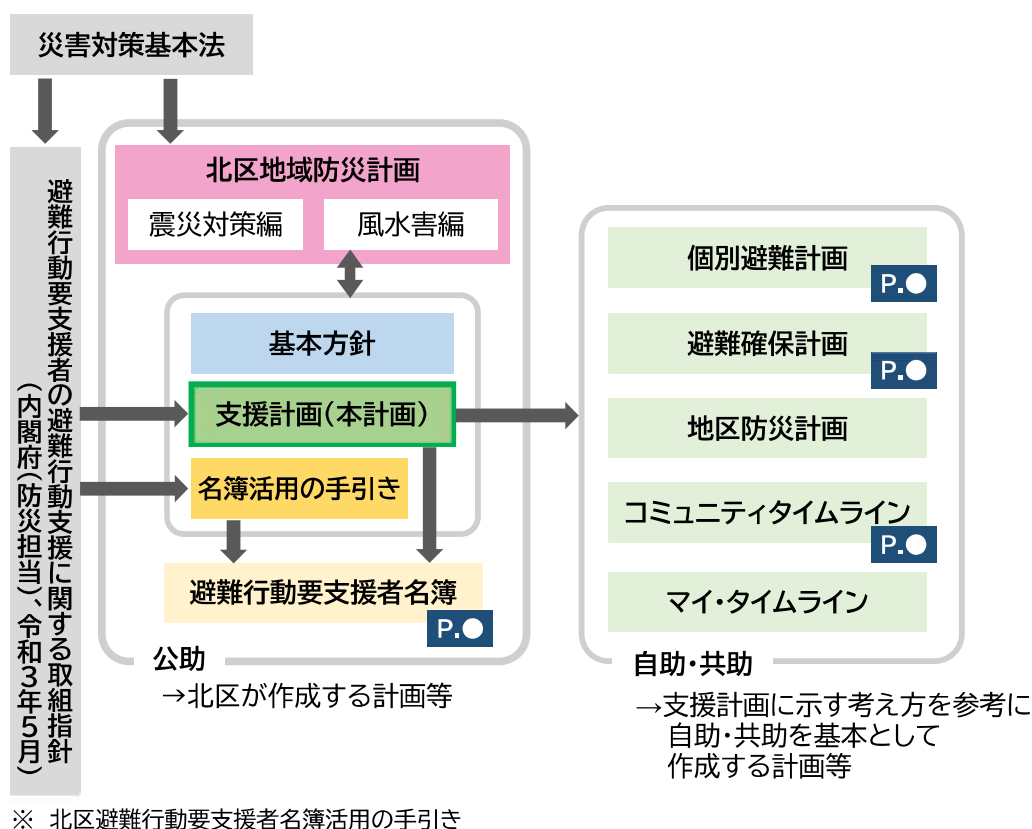 災害対策基本法
避難行動要支援者の避難行動支援に関する取組指針
（内閣府（防災担当）、令和3年5月）
北区地域防災計画
震災対策編
風水害編
基本方針
支援計画（本計画）
名簿活用の手引き
避難行動要支援者名簿
P.●
公助
→北区が作成する計画等
個別避難計画
P.●
避難確保計画
P.●
地区防災計画
コミュニティタイムライン
P.●
マイ・タイムライン
自助・共助
→支援計画に示す考え方を参考に
自助・共助を基本として
作成する計画等
※ 北区避難行動要支援者名簿活用の手引き